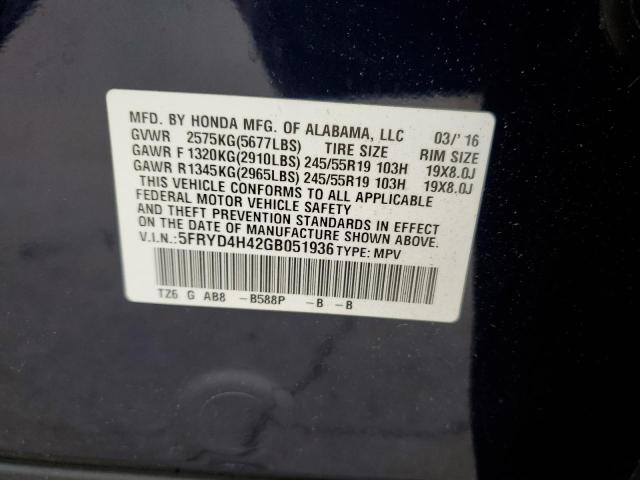 MFD. BY HONDA MFG. OF ALABAMA, LLC 03/'16
GVWR 2575KG(5677LBS) TIRE SIZE RIM SIZE
GAWR F 1320KG(2910LBS) 245/55R19 103H 19X8.0J
GAWR R1345KG(2965LBS) 245/55R19 103H 19X8.0J
THIS VEHICLE CONFORMS TO ALL APPLICABLE
FEDERAL MOTOR VEHICLE SAFETY
AND THEFT PREVENTION STANDARDS IN EFFECT
ON THE DATE OF MANUFACTURE SHOWN ABOVE.
V.I.N.:5FRYD4H42GB051936 TYPE: MPV
TZ6 G AB8 -B588P -B -B